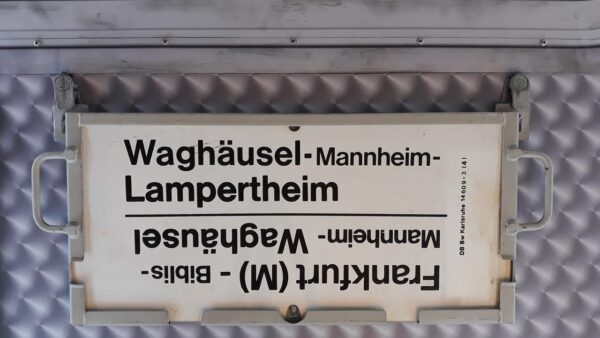 Waghäusel-Mannheim-
Lampertheim
Frankfurt (M) - Biblis-
Mannheim- Waghäusel
DB Bw Karlsruhe 14609-3 (4)